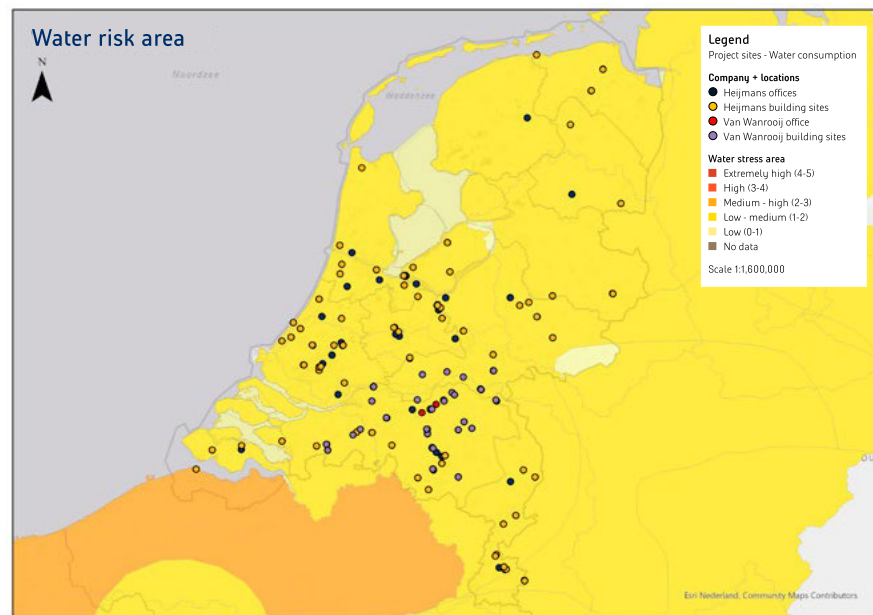 Water risk area
N
Noordzee
Waddenzee
Legend
Project sites - Water consumption
Company + locations
Heijmans offices
Heijmans building sites
Van Wanrooij office
Van Wanrooij building sites
Water stress area
Extremely high (4-5)
High (3-4)
Medium - high (2-3)
Low - medium (1-2)
Low (0-1)
No data
Scale 1:1,600,000
Esri Nederland, Community Maps Contributors